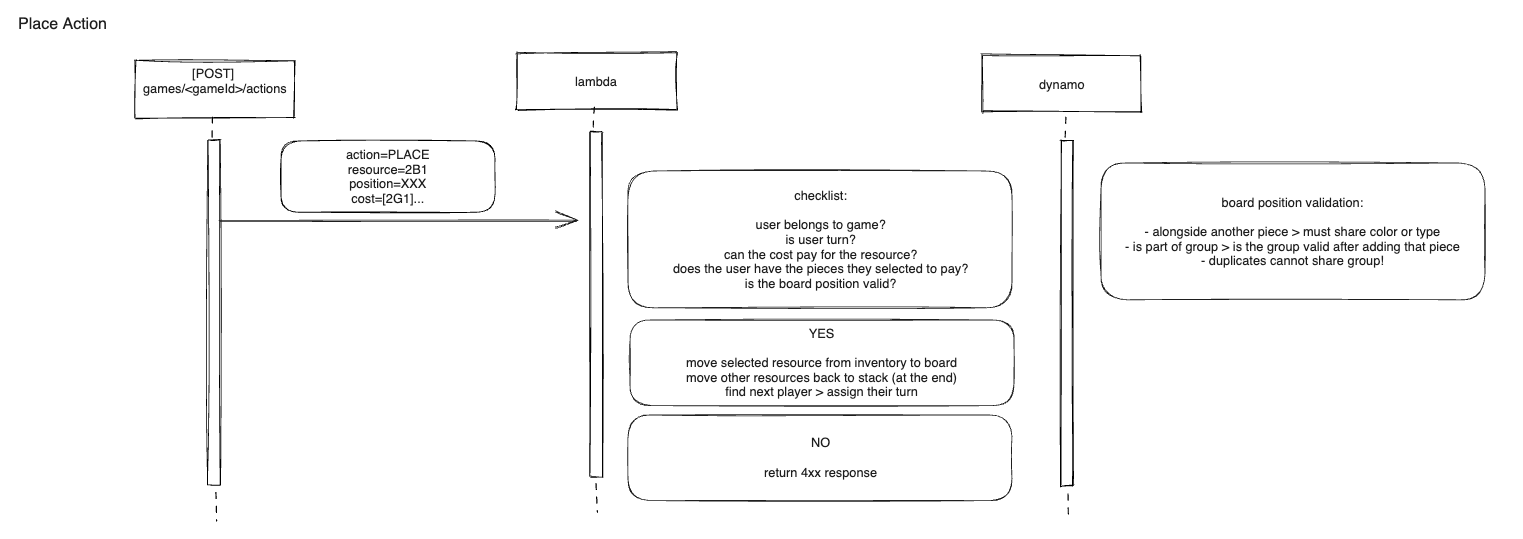 Place Action
[POST]
games/<gameId>/actions
lambda
dynamo
action=PLACE
resource=2B1
position=XXX
cost=[2G1]...
checklist:
user belongs to game?
is user turn?
can the cost pay for the resource?
does the user have the pieces they selected to pay?
is the board position valid?
board position validation:
- alongside another piece > must share color or type
- is part of group > is the group valid after adding that piece
- duplicates cannot share group!
YES
move selected resource from inventory to board
move other resources back to stack (at the end)
find next player > assign their turn
NO
return 4xx response